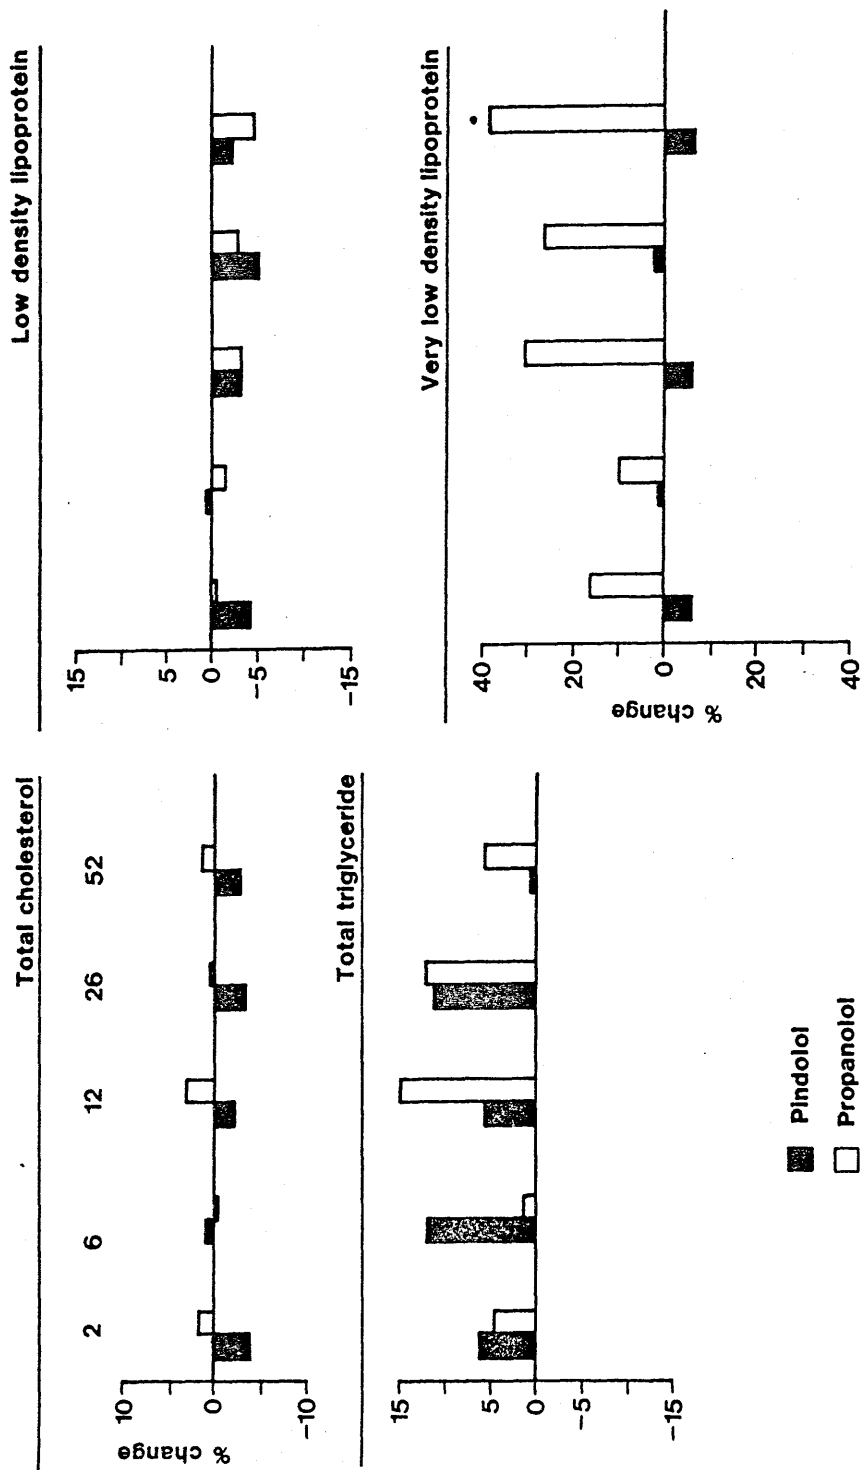 Total cholesterol
2 6 12 26 52
10
0
-10
% change
Total triglyceride
15
5
0
-5
-15
Pindolol
Propanolol
Low density lipoprotein
15
5
0
-5
-15
Very low density lipoprotein
40
20
0
20
40
% change